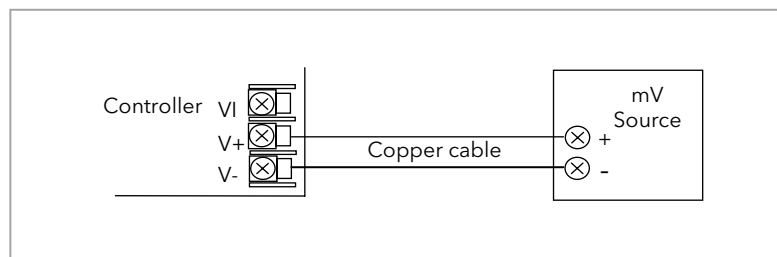 Controller
VI
V+
V-
Copper cable
mV
Source
+
-